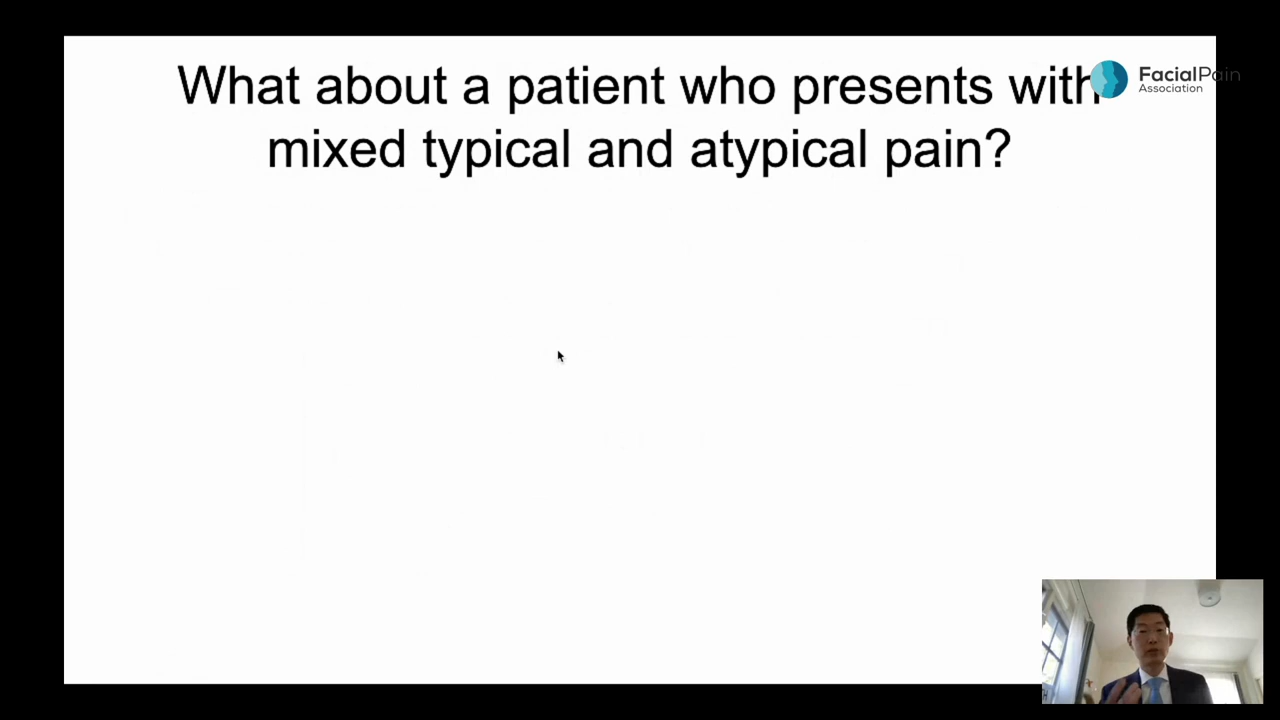 What about a patient who presents with
mixed typical and atypical pain?
FacialPain
Association